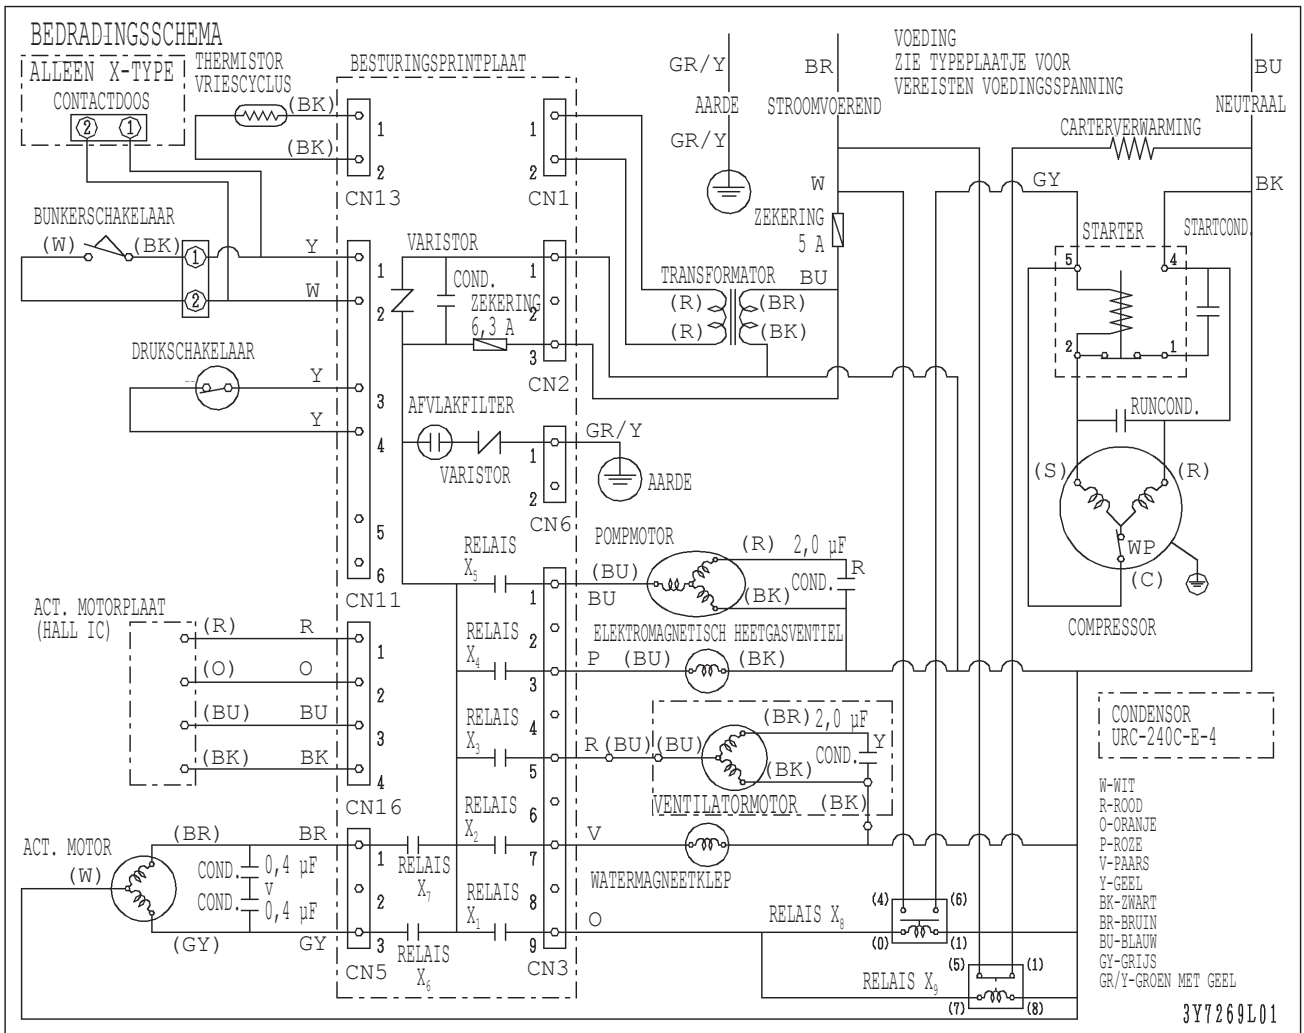 BEDRADINGSSCHEMA
ALLEEN X-TYPE
CONTACTDOOS
2 1
THERMISTOR
VRIESCYCLUS
(BK)
(BK)
BESTURINGSPRINTPLAAT
1
2
CN13
1
2
CN1
GR/Y
AARDE
GR/Y
BR
STROOMVOEREND
VOEDING
ZIE TYPEPLAATJE VOOR
VEREISTEN VOEDINGSSPANNING
BU
NEUTRAAL
CARTERVERWARMING
W
GY
BK
ZEKERING
5 A
BUNKERSCHAKELAAR
(W) (BK)
1
2
Y
W
1
2
VARISTOR
COND.
ZEKERING
6,3 A
1
2
3
CN2
TRANSFORMATOR
BU
(R) (BR)
(R) (BK)
STARTER
STARTCOND.
5 4
2 1
DRUKSCHAKELAAR
Y
Y
3
4
AFVLAKFILTER
VARISTOR
1
2
CN6
GR/Y
AARDE
RUNCOND.
(S) (R)
WP
(C)
COMPRESSOR
5
6
CN11
RELAIS
X5
POMPMOTOR
(R) 2,0 µF
(BU)
BU
COND.
R
(BK)
1
2
ACT. MOTORPLAAT
(HALL IC)
(R) R
(O) O
(BU) BU
(BK) BK
1
2
3
4
CN16
RELAIS
X4
ELEKTROMAGNETISCH HEETGASVENTIEL
P (BU) (BK)
3
4
RELAIS
X3
R (BU) (BU)
(BR) 2,0 µF
COND.
Y
(BK)
VENTILATORMOTOR (BK)
5
6
CONDENSOR
URC-240C-E-4
ACT. MOTOR
(BR) BR
(W)
COND. 0,4 µF
V
COND. 0,4 µF
(GY) GY
1
2
3
CN5
RELAIS
X2
RELAIS
X7
RELAIS
X1
RELAIS
X6
V
WATERMAGNEETKLEP
O
7
8
9
CN3
RELAIS X8
(4) (6)
(0) (1)
RELAIS X9
(5) (1)
(7) (8)
W-WIT
R-ROOD
O-ORANJE
P-ROZE
V-PAARS
Y-GEEL
BK-ZWART
BR-BRUIN
BU-BLAUW
GY-GRIJS
GR/Y-GROEN MET GEEL
3Y7269L01